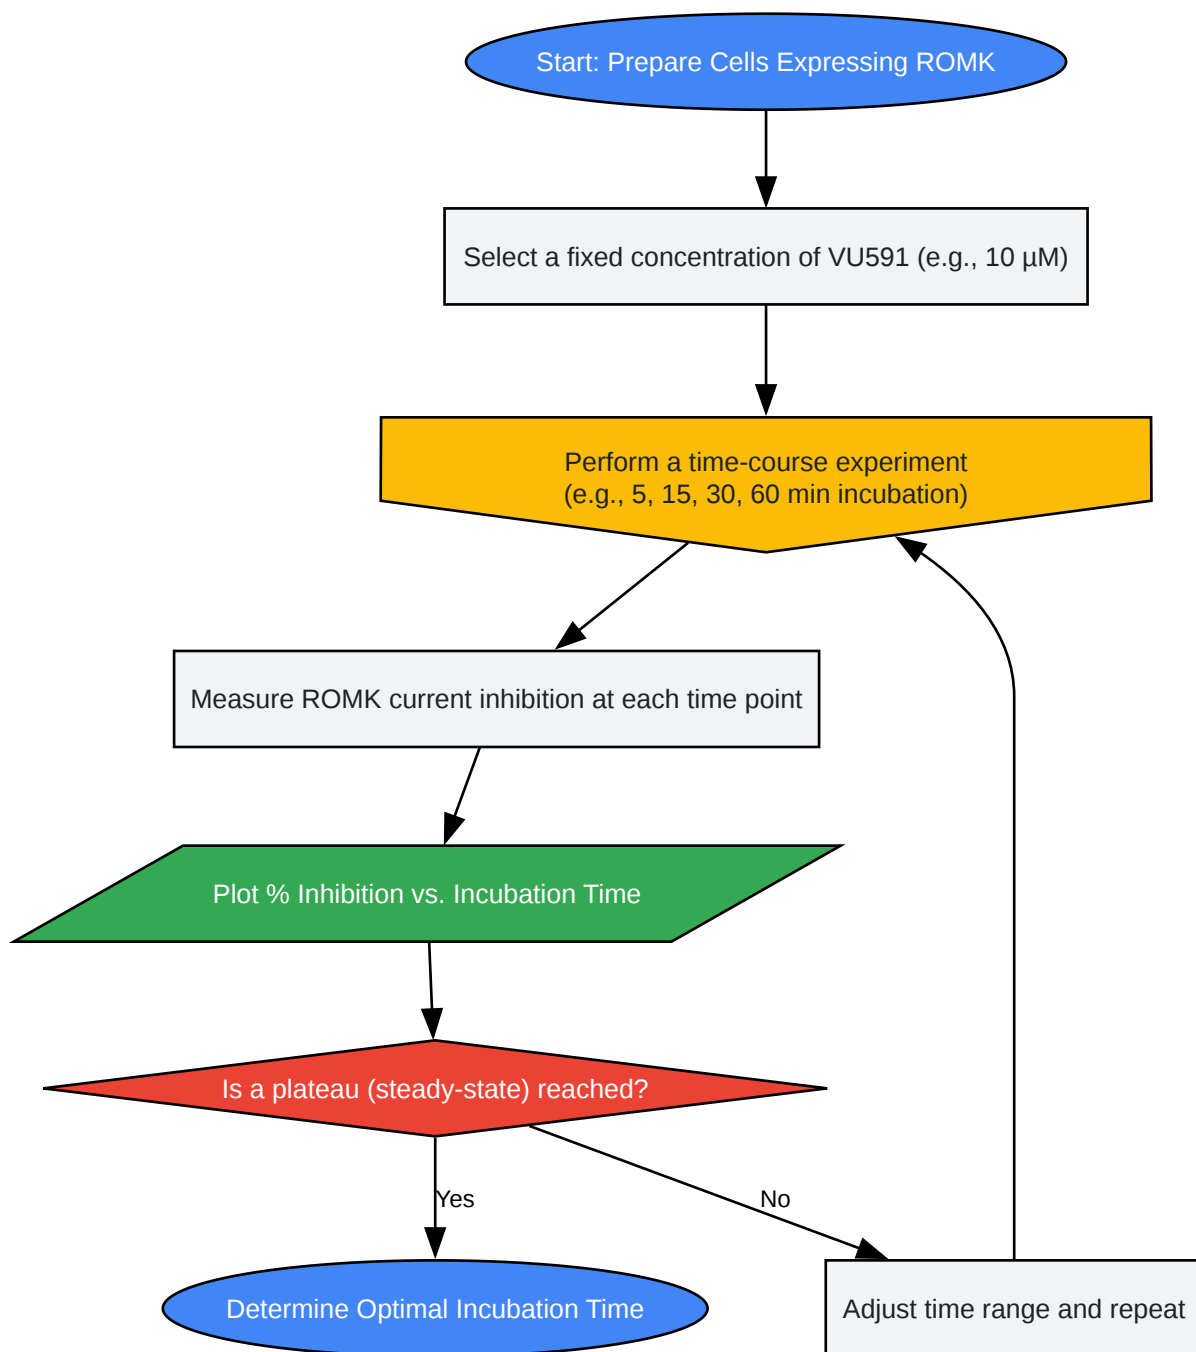 Start: Prepare Cells Expressing ROMK
Select a fixed concentration of VU591 (e.g., 10 µM)
Perform a time-course experiment
(e.g., 5, 15, 30, 60 min incubation)
Measure ROMK current inhibition at each time point
Plot % Inhibition vs. Incubation Time
Is a plateau (steady-state) reached?
Yes
No
Determine Optimal Incubation Time
Adjust time range and repeat